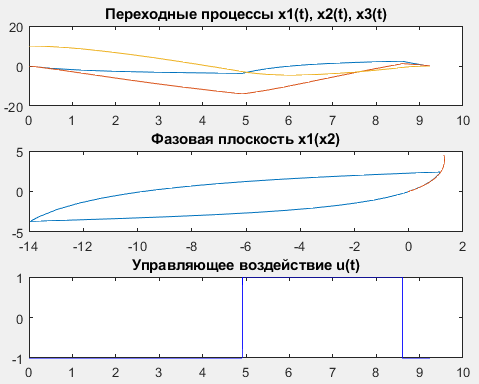 Переходные процессы x1(t), x2(t), x3(t)
20
0
-20
0 1 2 3 4 5 6 7 8 9 10
Фазовая плоскость x1(x2)
5
0
-5
-14 -12 -10 -8 -6 -4 -2 0 2
Управляющее воздействие u(t)
1
0
-1
0 1 2 3 4 5 6 7 8 9 10